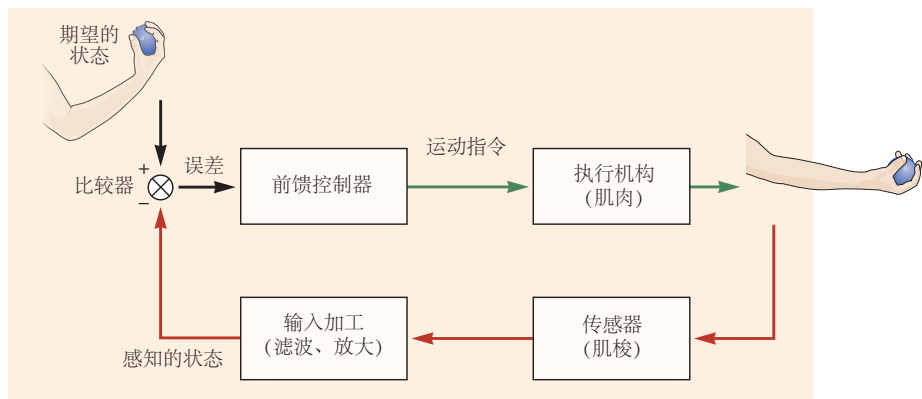 期望的
状态
误差
+
比较器
−
前馈控制器
运动指令
执行机构
(肌肉)
输入加工
(滤波、放大)
传感器
(肌梭)
感知的状态